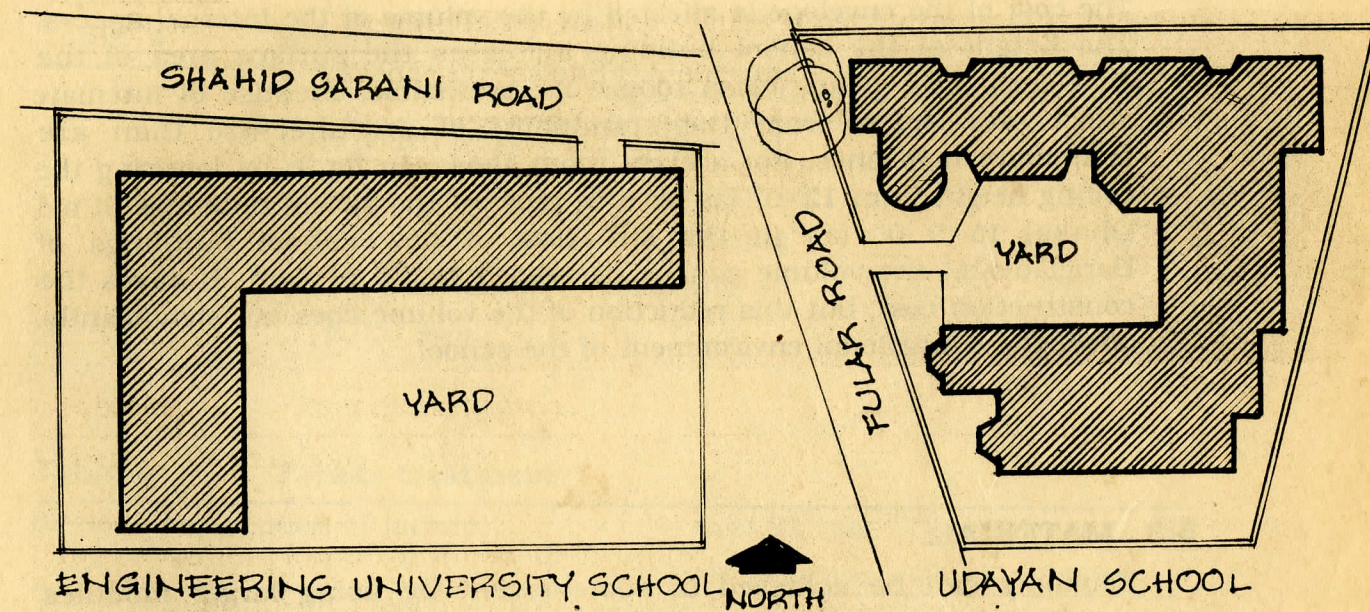 SHAHID SARANI ROAD
YARD
FULAR ROAD
YARD
ENGINEERING UNIVERSITY SCHOOL
NORTH
UDAYAN SCHOOL